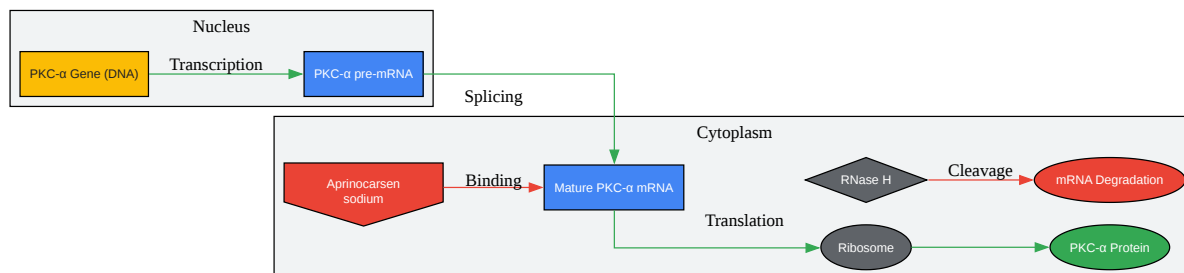 Nucleus
PKC-α Gene (DNA)
Transcription
PKC-α pre-mRNA
Splicing
Cytoplasm
Aprinocarsen
sodium
Binding
Mature PKC-α mRNA
RNase H
Cleavage
mRNA Degradation
Translation
Ribosome
PKC-α Protein